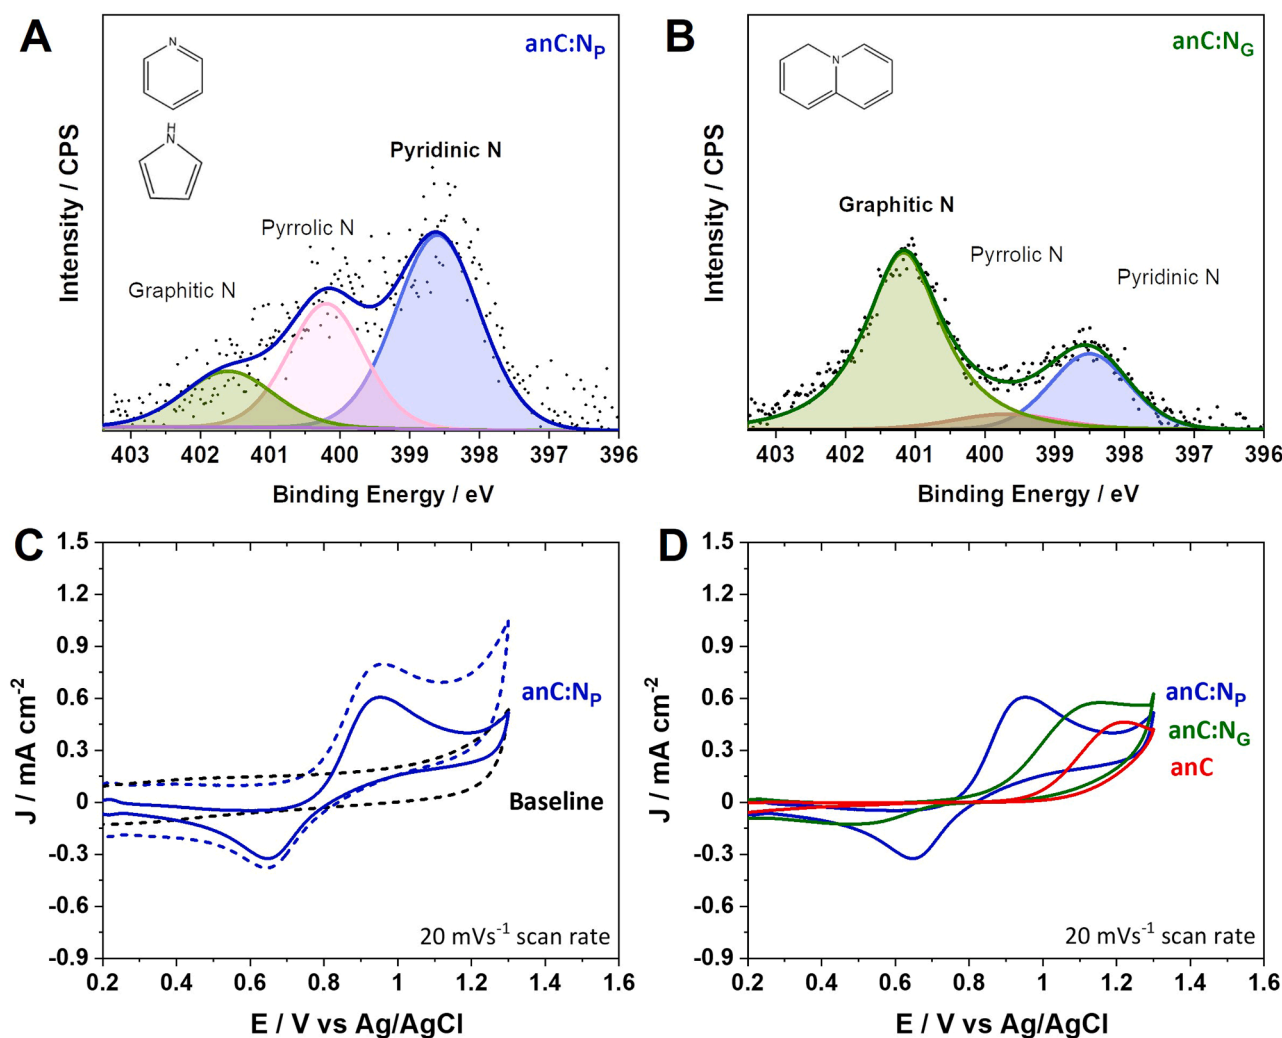 A
anC:N_P
N
H
N
Pyridinic N
Pyrrolic N
Graphitic N
Intensity / CPS
403 402 401 400 399 398 397 396
Binding Energy / eV
B
anC:N_G
N
Graphitic N
Pyrrolic N
Pyridinic N
Intensity / CPS
403 402 401 400 399 398 397 396
Binding Energy / eV
C
1.5
1.2
0.9
0.6
0.3
0
-0.3
-0.6
-0.9
J / mA cm⁻²
anC:N_P
Baseline
20 mVs⁻¹ scan rate
0.2 0.4 0.6 0.8 1 1.2 1.4 1.6
E / V vs Ag/AgCl
D
1.5
1.2
0.9
0.6
0.3
0
-0.3
-0.6
-0.9
J / mA cm⁻²
anC:N_P
anC:N_G
anC
20 mVs⁻¹ scan rate
0.2 0.4 0.6 0.8 1 1.2 1.4 1.6
E / V vs Ag/AgCl